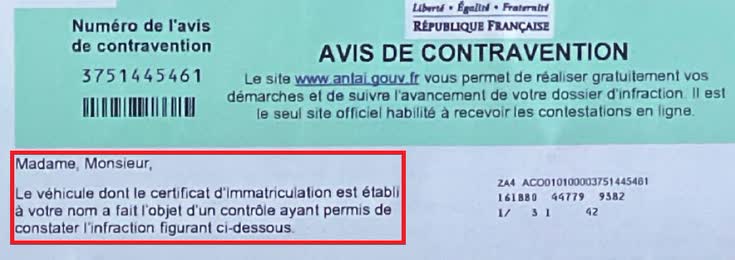 Numéro de l'avis
de contravention
3751445461
Liberté • Égalité • Fraternité
RÉPUBLIQUE FRANÇAISE
AVIS DE CONTRAVENTION
Le site www.antai.gouv.fr vous permet de réaliser gratuitement vos
démarches et de suivre l'avancement de votre dossier d'infraction. Il est
le seul site officiel habilité à recevoir les contestations en ligne.
Madame, Monsieur,
Le véhicule dont le certificat d'immatriculation est établi
à votre nom a fait l'objet d'un contrôle ayant permis de
constater l'infraction figurant ci-dessous.
2A4 ACO010100003751445461
161880 44779 9582
1/ 3 1 42